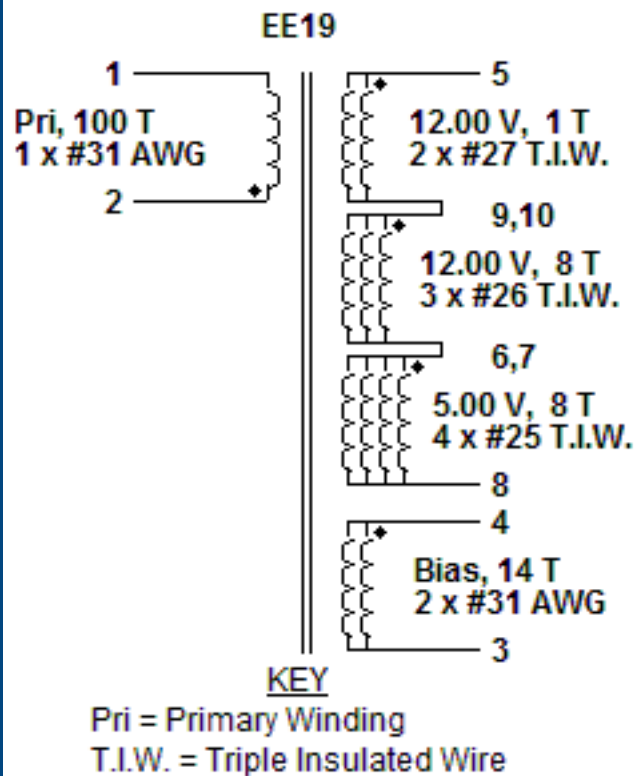 EE19
1
Pri, 100 T
1 x #31 AWG
2
5
12.00 V, 1 T
2 x #27 T.I.W.
9,10
12.00 V, 8 T
3 x #26 T.I.W.
6,7
5.00 V, 8 T
4 x #25 T.I.W.
8
4
Bias, 14 T
2 x #31 AWG
3
KEY
Pri = Primary Winding
T.I.W. = Triple Insulated Wire